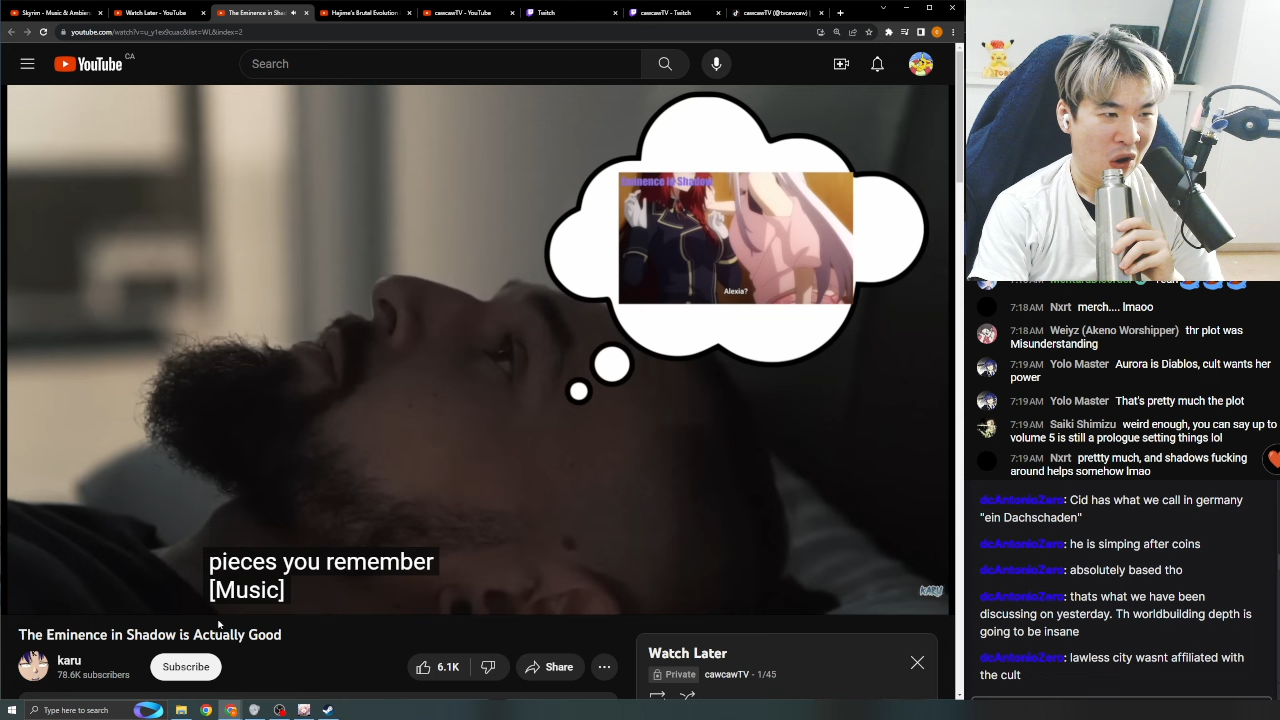 Skyrim - Music & Ambien
Watch Later - YouTube
The Eminence in Shad
Hajime's Brutal Evolution
cawcawTV - YouTube
Twitch
cawcawTV - Twitch
youtube.com/watch?v=u_y1ex9cuac&list=WL&index=2
YouTube CA
Search
Eminence in Shadow
Alexia?
pieces you remember
[Music]
KARU
The Eminence in Shadow is Actually Good
karu
78.6K subscribers
Subscribe
6.1K
Share
Watch Later
Private cawcawTV - 1/45
Type here to search
7:18 AM Nxrt merch.... lmaoo
7:18 AM Weiyz (Akeno Worshipper) thr plot was
Misunderstanding
7:19 AM Yolo Master Aurora is Diablos, cult wants her
power
7:19 AM Yolo Master That's pretty much the plot
7:19 AM Saiki Shimizu weird enough, you can say up to
volume 5 is still a prologue setting things lol
7:19 AM Nxrt prettty much, and shadows fucking
around helps somehow lmao
dcAntonioZero: Cid has what we call in germany
"ein Dachschaden"
dcAntonioZero: he is simping after coins
dcAntonioZero: absolutely based tho
dcAntonioZero: thats what we have been
discussing on yesterday. Th worldbuilding depth is
going to be insane
dcAntonioZero: lawless city wasnt affiliated with
the cult